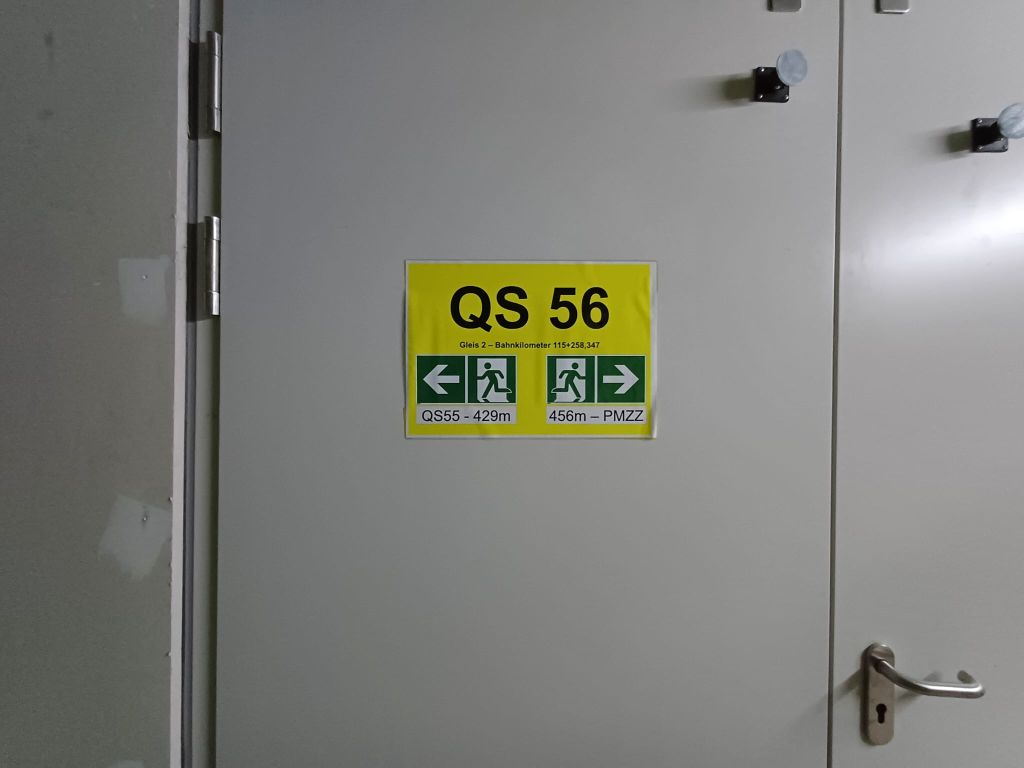 QS 56
Gleis 2 – Bahnkilometer 115+258,347
QS55 - 429m
456m – PMZZ